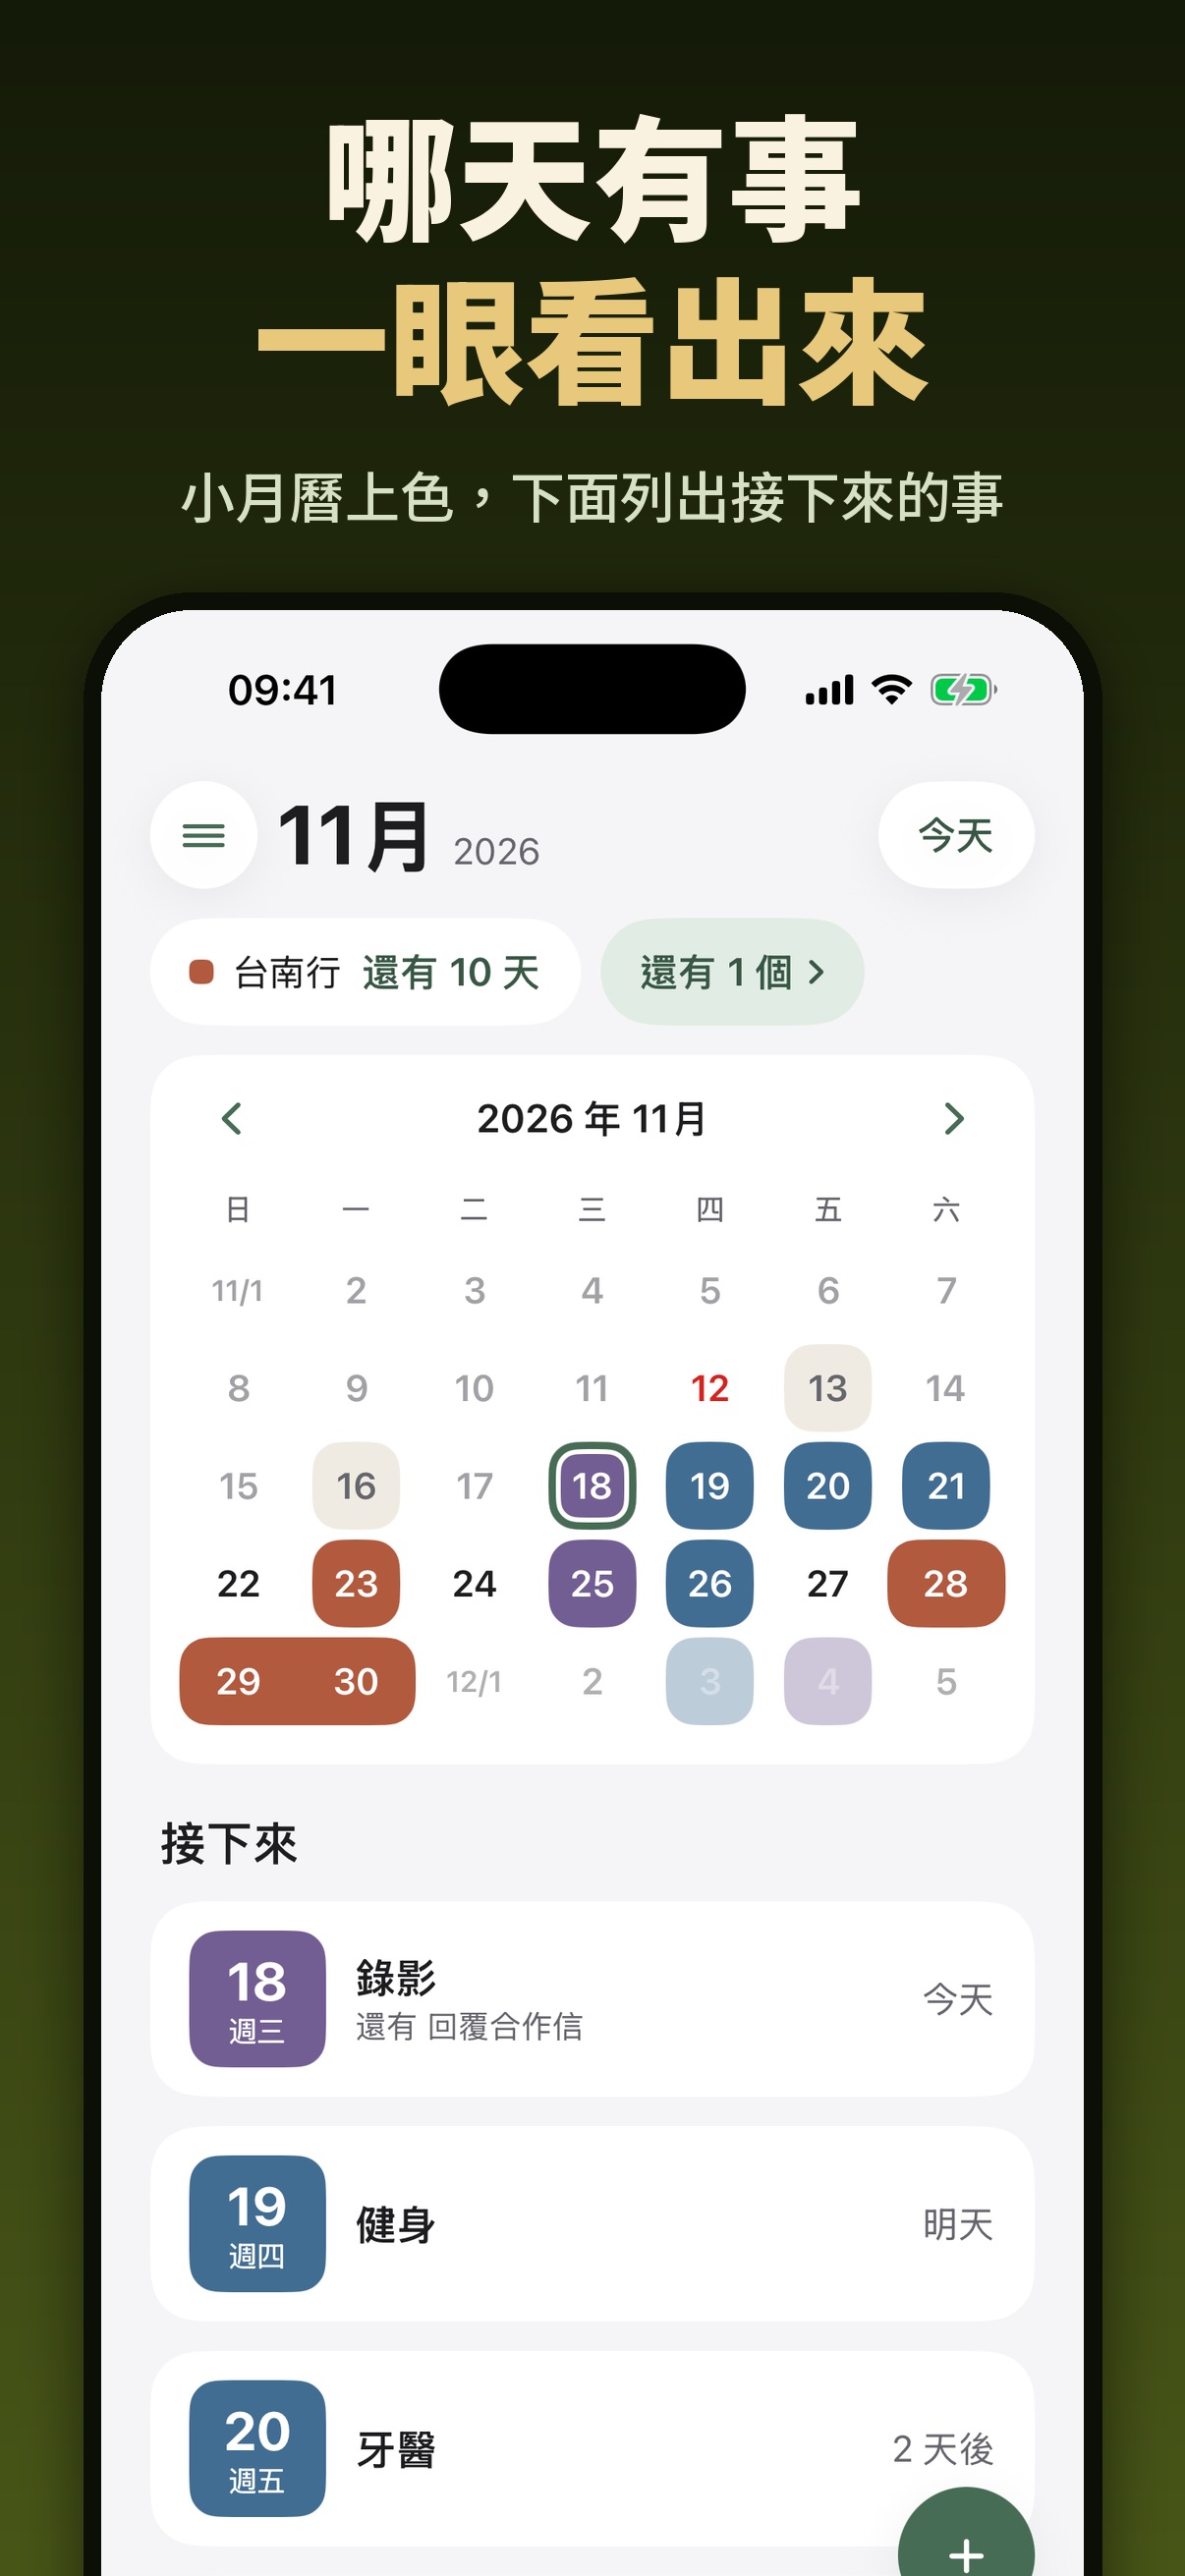 哪天有事
一眼看出來
小月曆上色，下面列出接下來的事
09:41
11月 2026
今天
台南行 還有 10 天
還有 1 個
2026 年 11月
日 一 二 三 四 五 六
11/1 2 3 4 5 6 7
8 9 10 11 12 13 14
15 16 17 18 19 20 21
22 23 24 25 26 27 28
29 30 12/1 2 3 4 5
接下來
18
週三
錄影
還有 回覆合作信
今天
19
週四
健身
明天
20
週五
牙醫
2 天後